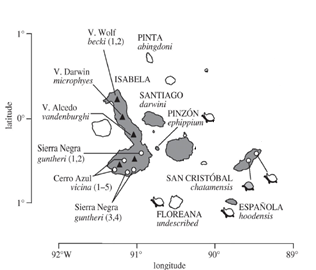 V. Wolf
becki (1,2)
PINTA
abingdoni
1°
V. Darwin
microphyes
ISABELA
SANTIAGO
darwini
V. Alcedo
vandenburghi
PINZÓN
ephippium
0°
latitude
Sierra Negra
guntheri (1,2)
Cerro Azul
vicina (1–5)
SAN CRISTÓBAL
chatamensis
Sierra Negra
guntheri (3,4)
FLOREANA
undescribed
ESPAÑOLA
hoodensis
1°
92°W
91°
90°
89°
longitude